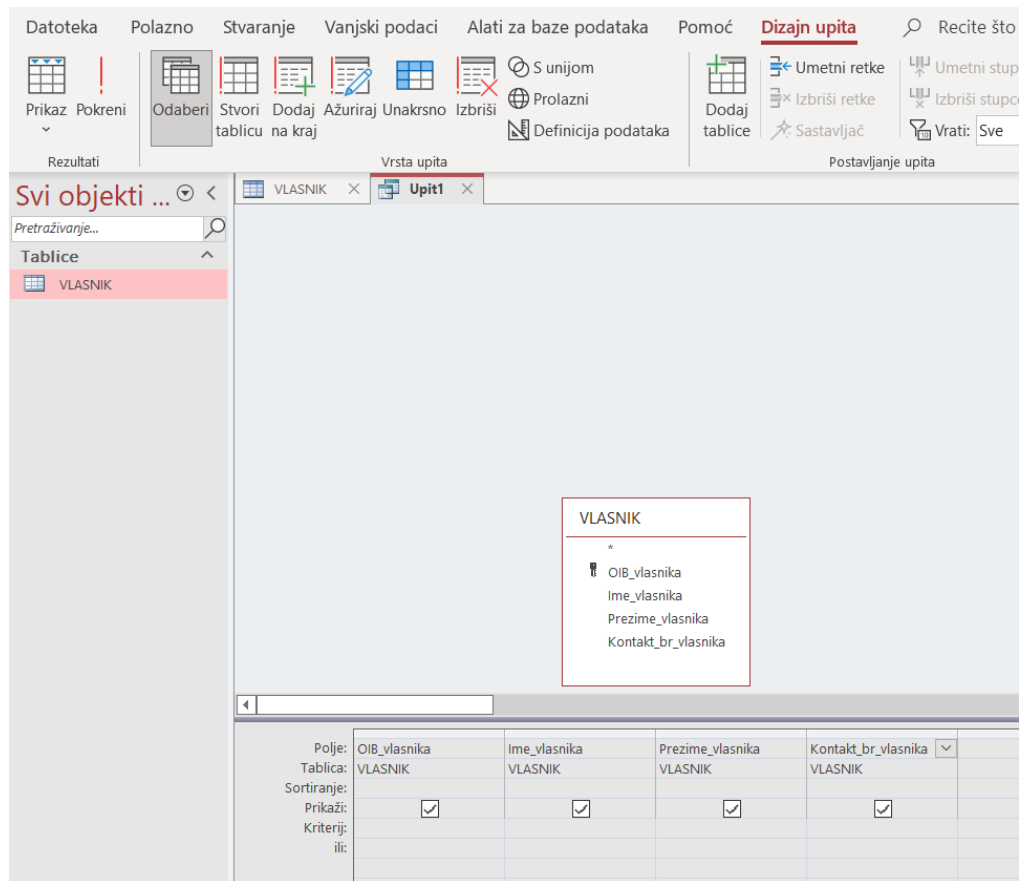 Datoteka Polazno Stvaranje Vanjski podaci Alati za baze podataka Pomoć Dizajn upita Recite što
Prikaz Pokreni Odaberi Stvori tablicu Dodaj na kraj Ažuriraj Unakrsno Izbriši
S unijom
Prolazni
Definicija podataka
Dodaj tablice
Umetni retke
Izbriši retke
Sastavljač
Umetni stup
Izbriši stupc
Vrati: Sve
Rezultati Vrsta upita Postavljanje upita
Svi objekti ...
Pretraživanje...
Tablice
VLASNIK
VLASNIK Upit1
VLASNIK
*
OIB_vlasnika
Ime_vlasnika
Prezime_vlasnika
Kontakt_br_vlasnika
Polje: OIB_vlasnika Ime_vlasnika Prezime_vlasnika Kontakt_br_vlasnika
Tablica: VLASNIK VLASNIK VLASNIK VLASNIK
Sortiranje:
Prikaži:
Kriterij:
ili: